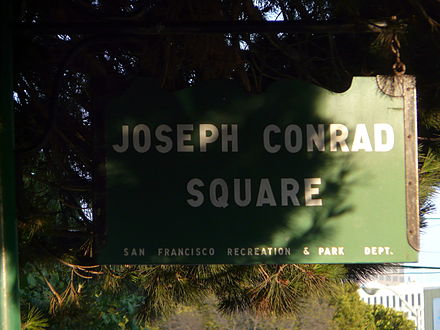 JOSEPH CONRAD
SQUARE
SAN FRANCISCO RECREATION & PARK DEPT.